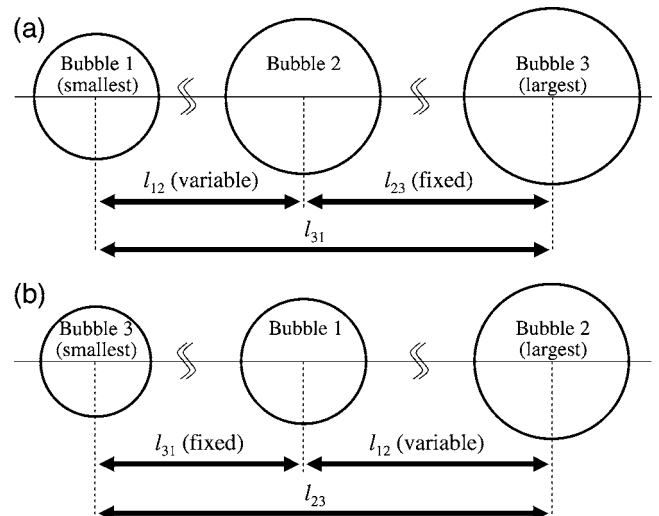 (a)
Bubble 1
(smallest)
Bubble 2
Bubble 3
(largest)
l12 (variable)
l23 (fixed)
l31
(b)
Bubble 3
(smallest)
Bubble 1
Bubble 2
(largest)
l31 (fixed)
l12 (variable)
l23